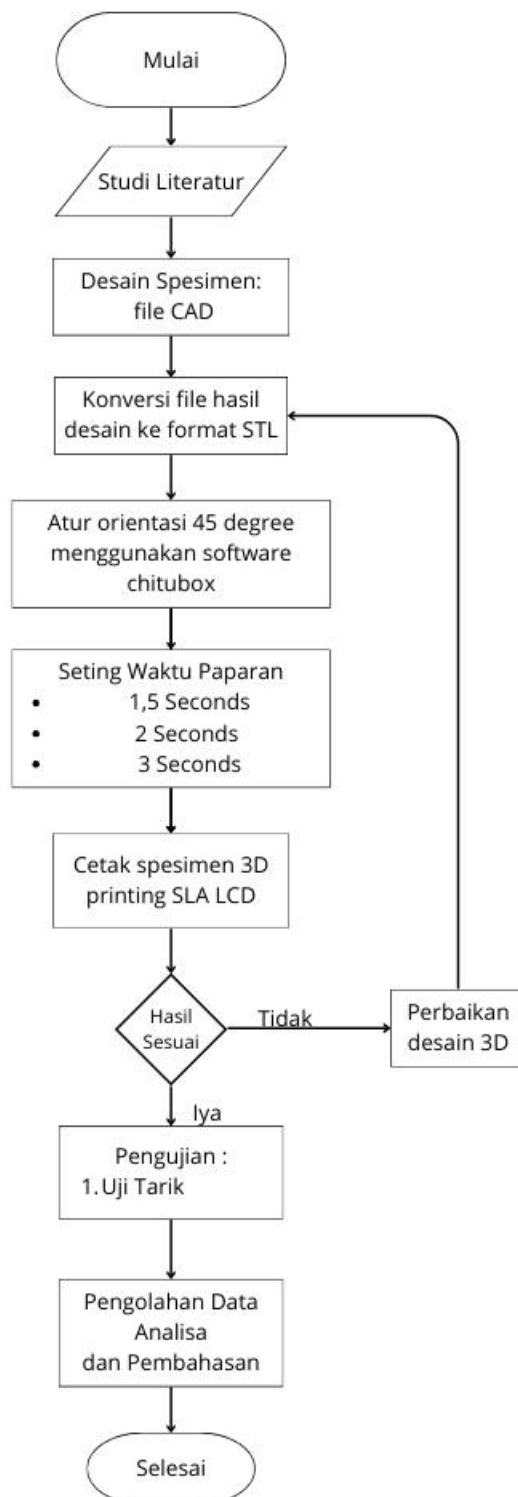 Mulai
Studi Literatur
Desain Spesimen:
file CAD
Konversi file hasil
desain ke format STL
Atur orientasi 45 degree
menggunakan software
chitubox
Seting Waktu Paparan
• 1,5 Seconds
• 2 Seconds
• 3 Seconds
Cetak spesimen 3D
printing SLA LCD
Hasil
Sesuai
Tidak
Perbaikan
desain 3D
Iya
Pengujian :
1. Uji Tarik
Pengolahan Data
Analisa
dan Pembahasan
Selesai